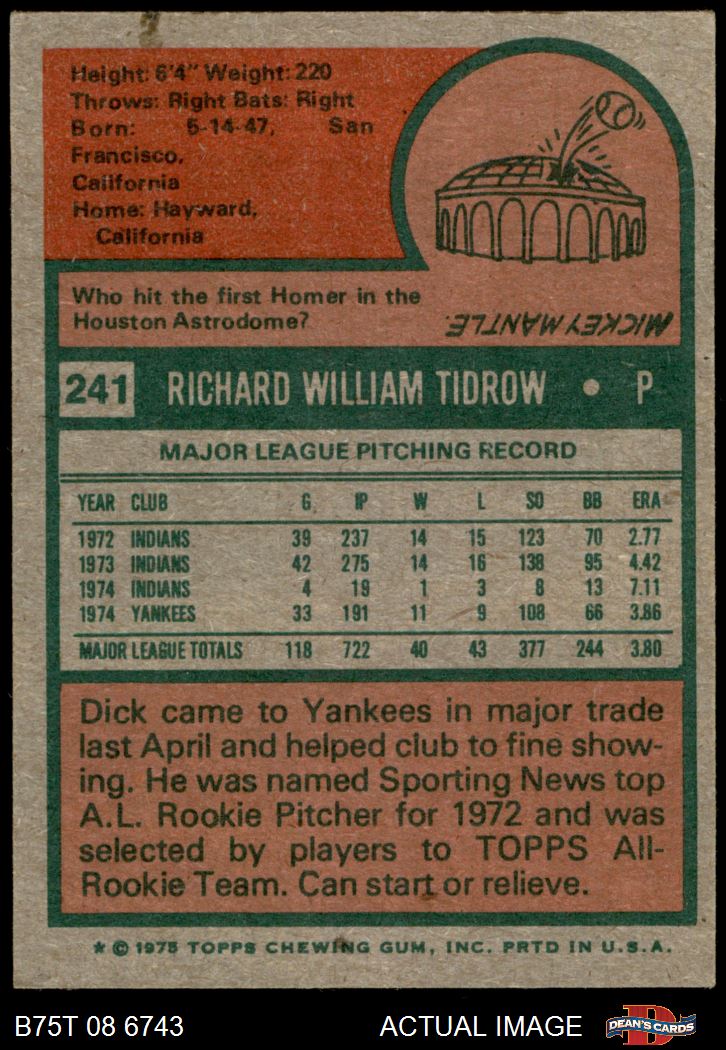 Height: 6'4" Weight: 220
Throws: Right Bats: Right
Born: 5-14-47, San
Francisco,
California
Home: Hayward,
California
Who hit the first Homer in the
Houston Astrodome?
MICKEY MANTLE.
241 RICHARD WILLIAM TIDROW • P
MAJOR LEAGUE PITCHING RECORD
YEAR CLUB G IP W L SO BB ERA
1972 INDIANS 39 237 14 15 123 70 2.77
1973 INDIANS 42 275 14 16 138 95 4.42
1974 INDIANS 4 19 1 3 8 13 7.11
1974 YANKEES 33 191 11 9 108 66 3.86
MAJOR LEAGUE TOTALS 118 722 40 43 377 244 3.80
Dick came to Yankees in major trade
last April and helped club to fine show-
ing. He was named Sporting News top
A.L. Rookie Pitcher for 1972 and was
selected by players to TOPPS All-
Rookie Team. Can start or relieve.
* © 1975 TOPPS CHEWING GUM, INC. PRTD IN U.S.A.
B75T 08 6743 ACTUAL IMAGE D DEAN'S CARDS